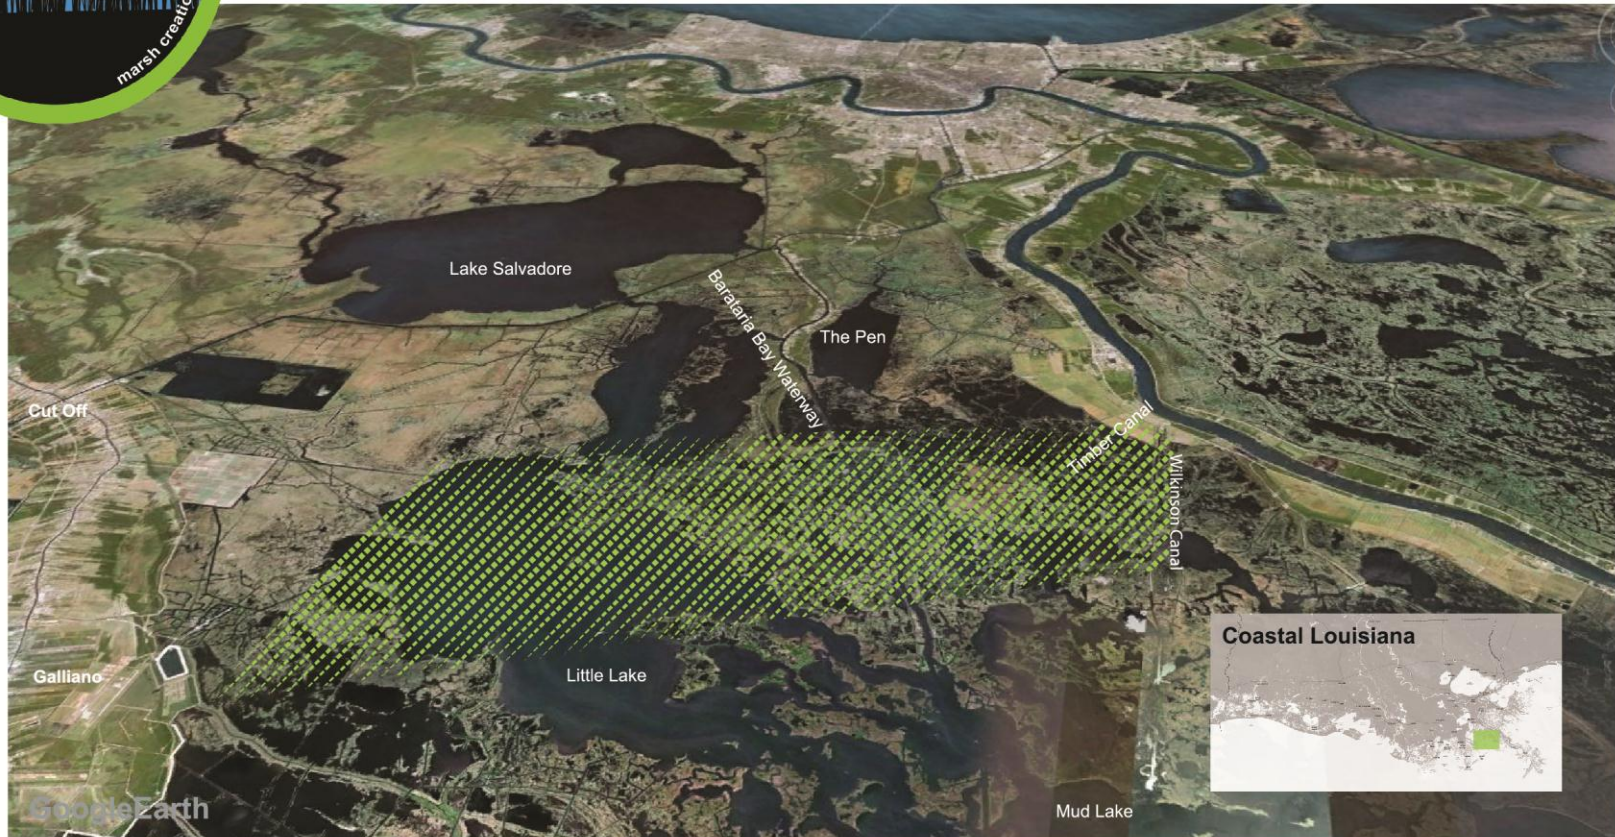 marsh creation
Lake Salvadore
Barataria Bay Waterway
The Pen
Cut Off
Timber Canal
Wilkinson Canal
Galliano
Little Lake
Coastal Louisiana
Mud Lake
GoogleEarth